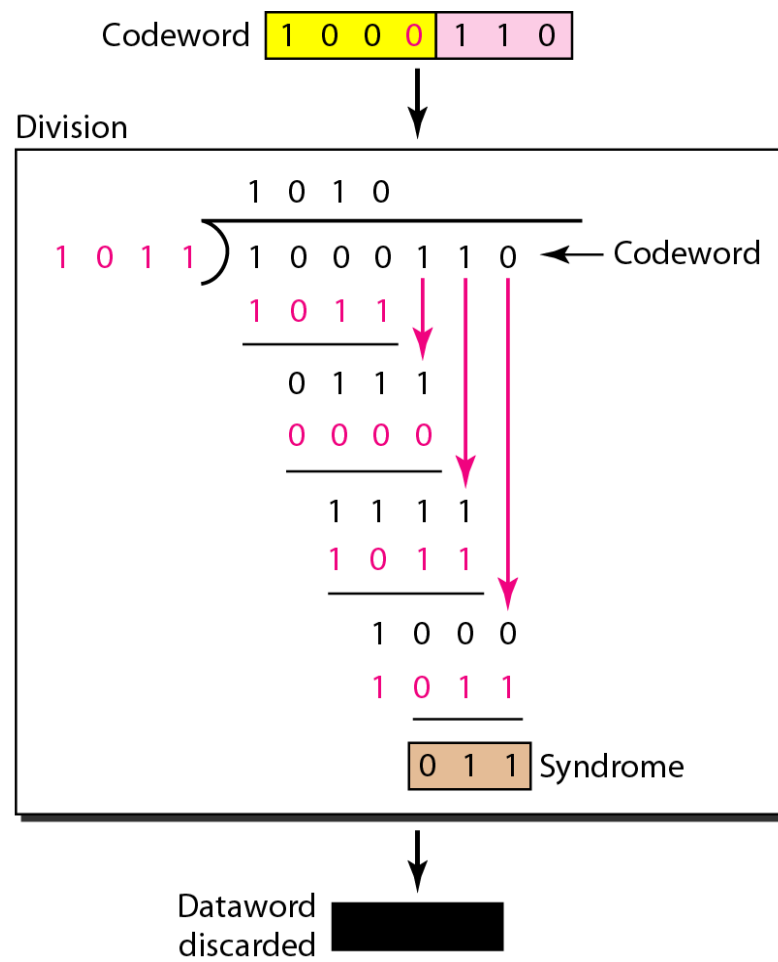 Codeword 1 0 0 0 1 1 0
Division
1 0 1 0
1 0 1 1 1 0 0 0 1 1 0 Codeword
1 0 1 1
0 1 1 1
0 0 0 0
1 1 1 1
1 0 1 1
1 0 0 0
1 0 1 1
0 1 1 Syndrome
Dataword
discarded